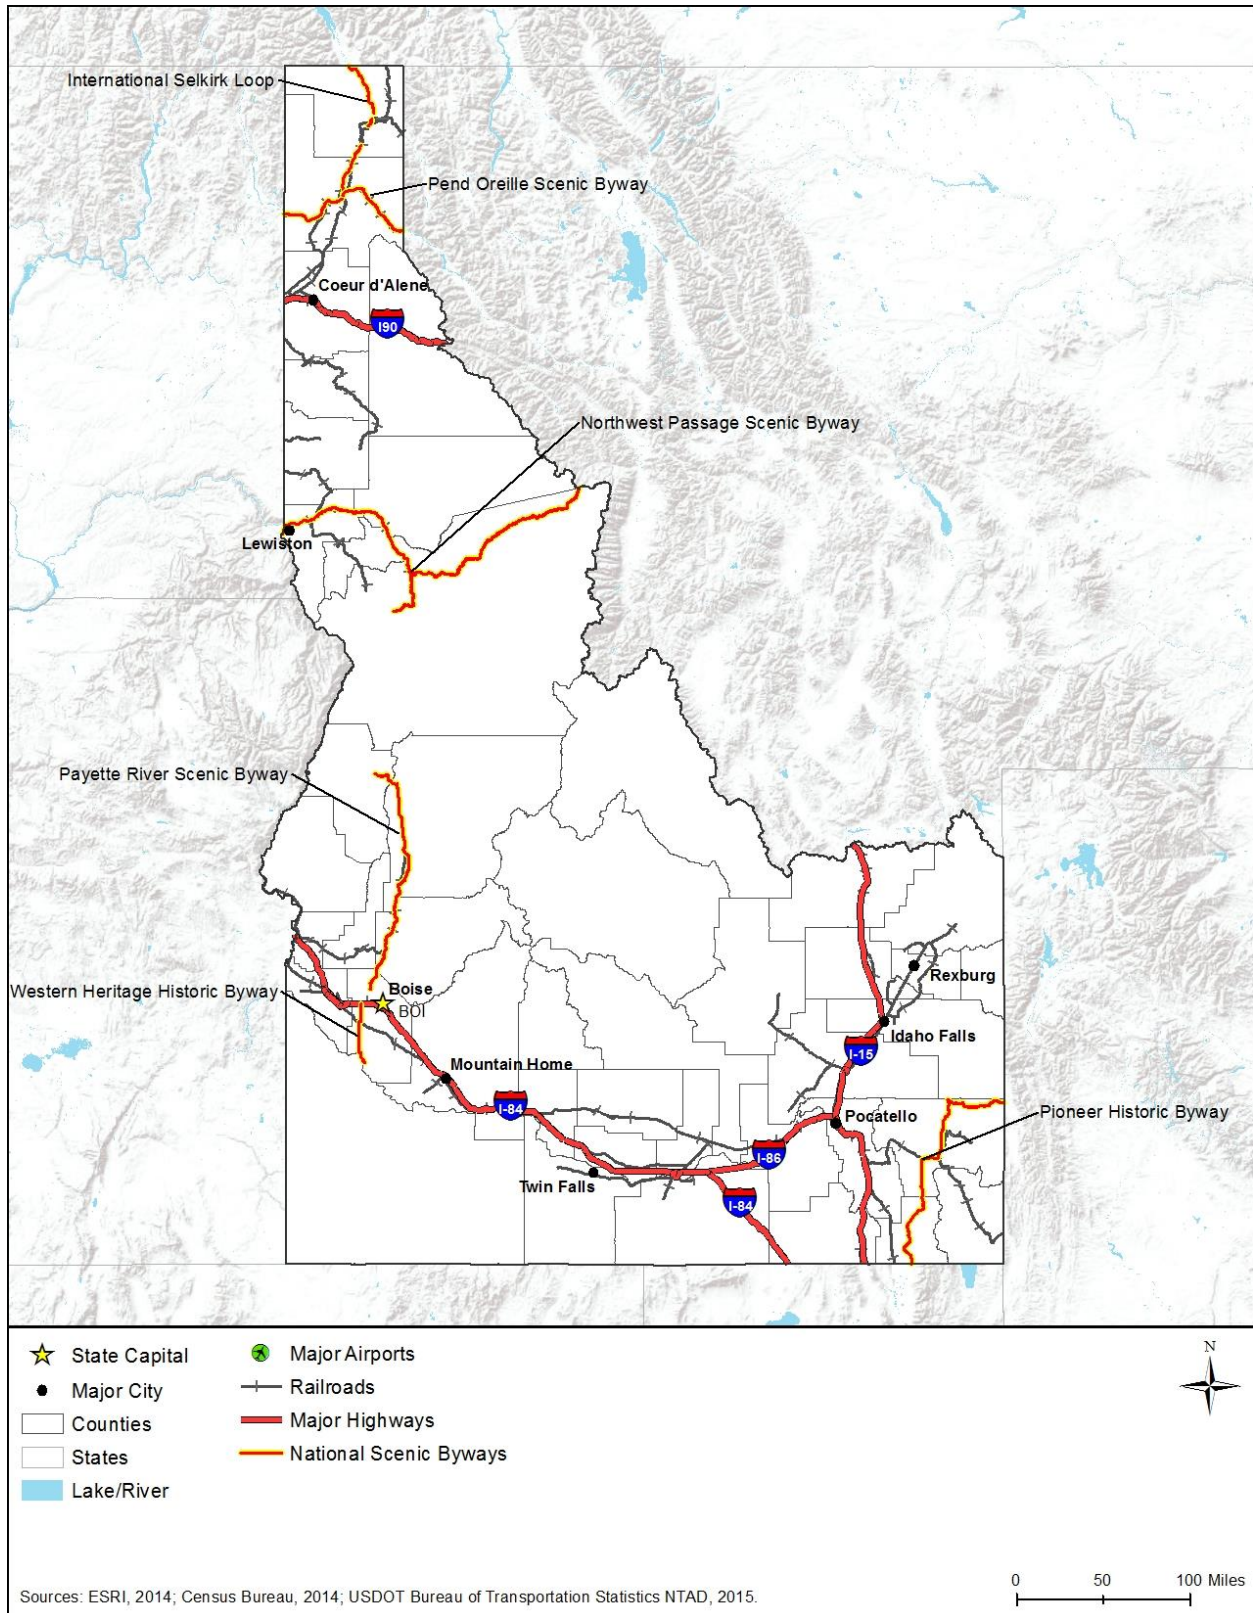 International Selkirk Loop
Pend Oreille Scenic Byway
Coeur d'Alene
I90
Northwest Passage Scenic Byway
Lewiston
Payette River Scenic Byway
Rexburg
Western Heritage Historic Byway
Boise
BOI
Idaho Falls
I-15
Mountain Home
I-84
Pocatello
Pioneer Historic Byway
I-86
Twin Falls
I-84
State Capital
Major City
Counties
States
Lake/River
Major Airports
Railroads
Major Highways
National Scenic Byways
N
0 50 100 Miles
Sources: ESRI, 2014; Census Bureau, 2014; USDOT Bureau of Transportation Statistics NTAD, 2015.